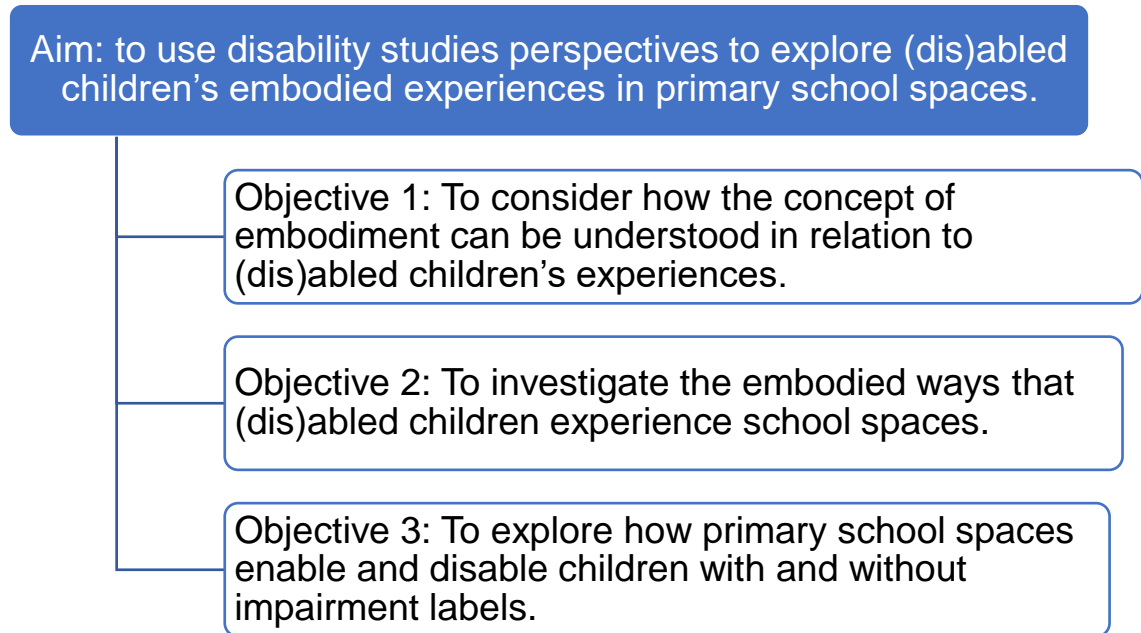 Aim: to use disability studies perspectives to explore (dis)abled
children’s embodied experiences in primary school spaces.
Objective 1: To consider how the concept of
embodiment can be understood in relation to
(dis)abled children’s experiences.
Objective 2: To investigate the embodied ways that
(dis)abled children experience school spaces.
Objective 3: To explore how primary school spaces
enable and disable children with and without
impairment labels.